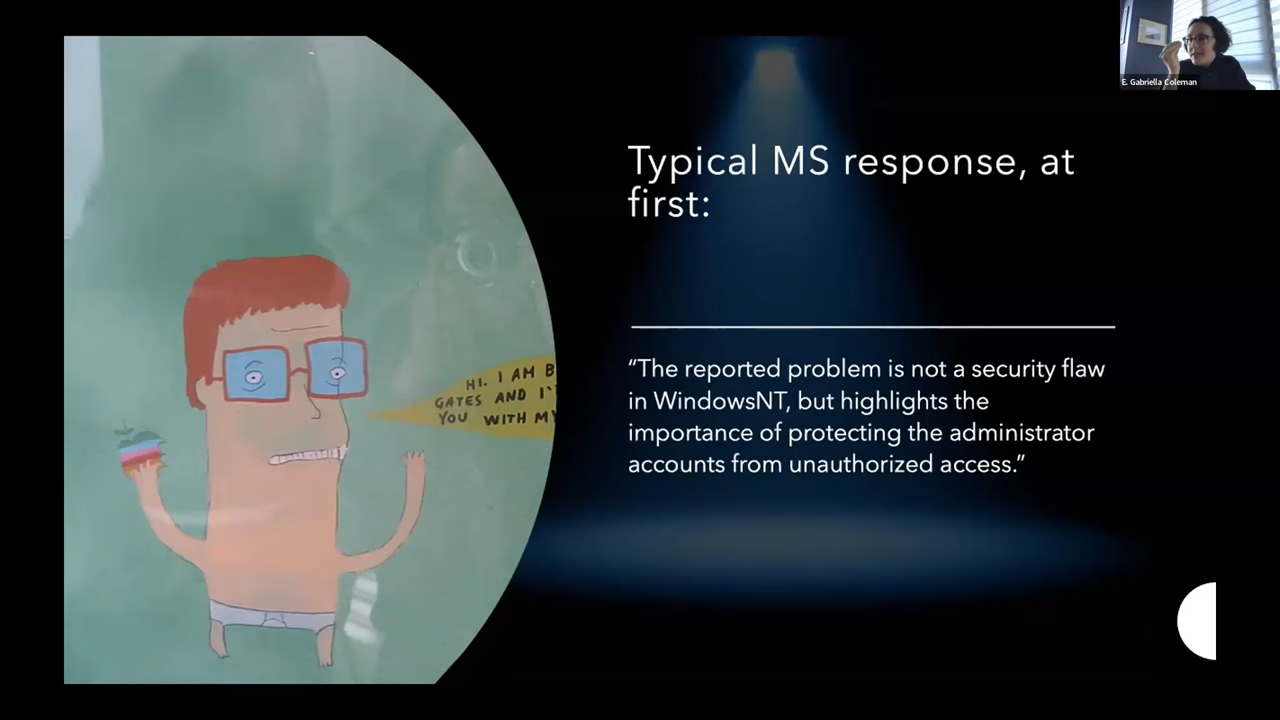 E. Gabriella Coleman
Typical MS response, at
first:
“The reported problem is not a security flaw
in WindowsNT, but highlights the
importance of protecting the administrator
accounts from unauthorized access.”
HI. I AM B
GATES AND I'
YOU WITH MY